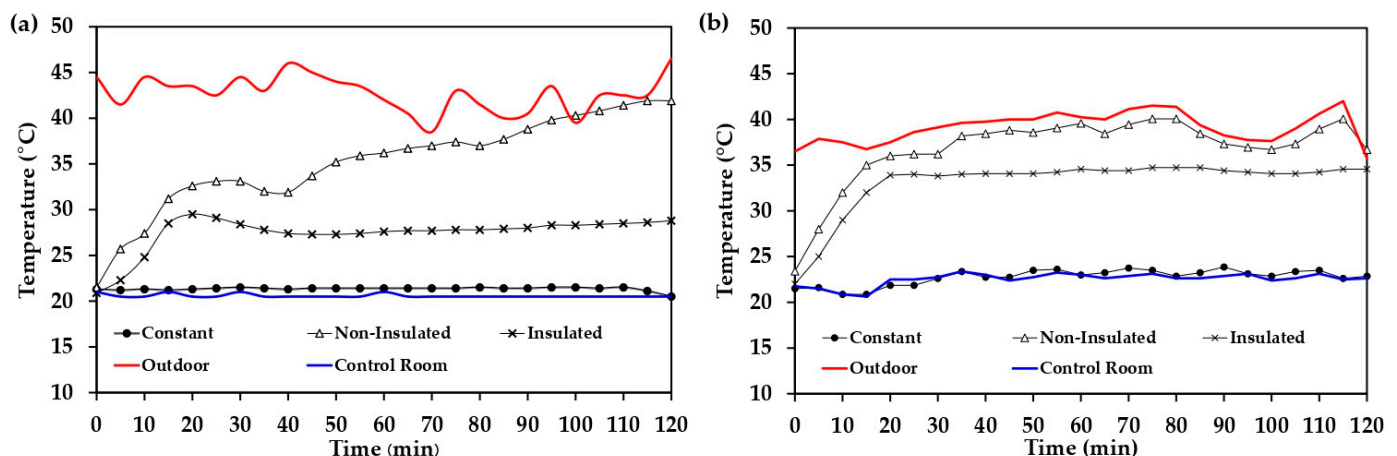 (a)
50
45
40
35
30
25
20
15
10
Temperature (°C)
Constant Non-Insulated Insulated
Outdoor Control Room
0 10 20 30 40 50 60 70 80 90 100 110 120
Time (min)
(b)
50
45
40
35
30
25
20
15
10
Temperature (°C)
Constant Non-Insulated Insulated
Outdoor Control Room
0 10 20 30 40 50 60 70 80 90 100 110 120
Time (min)